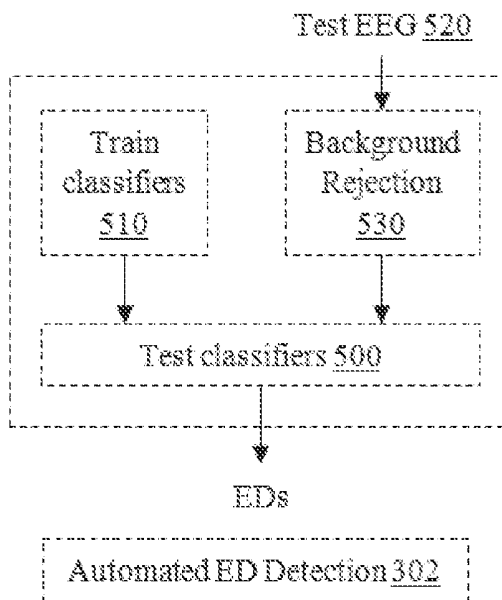 Test EEG 520
Train
classifiers
510
Background
Rejection
530
Test classifiers 500
EDs
Automated ED Detection 302